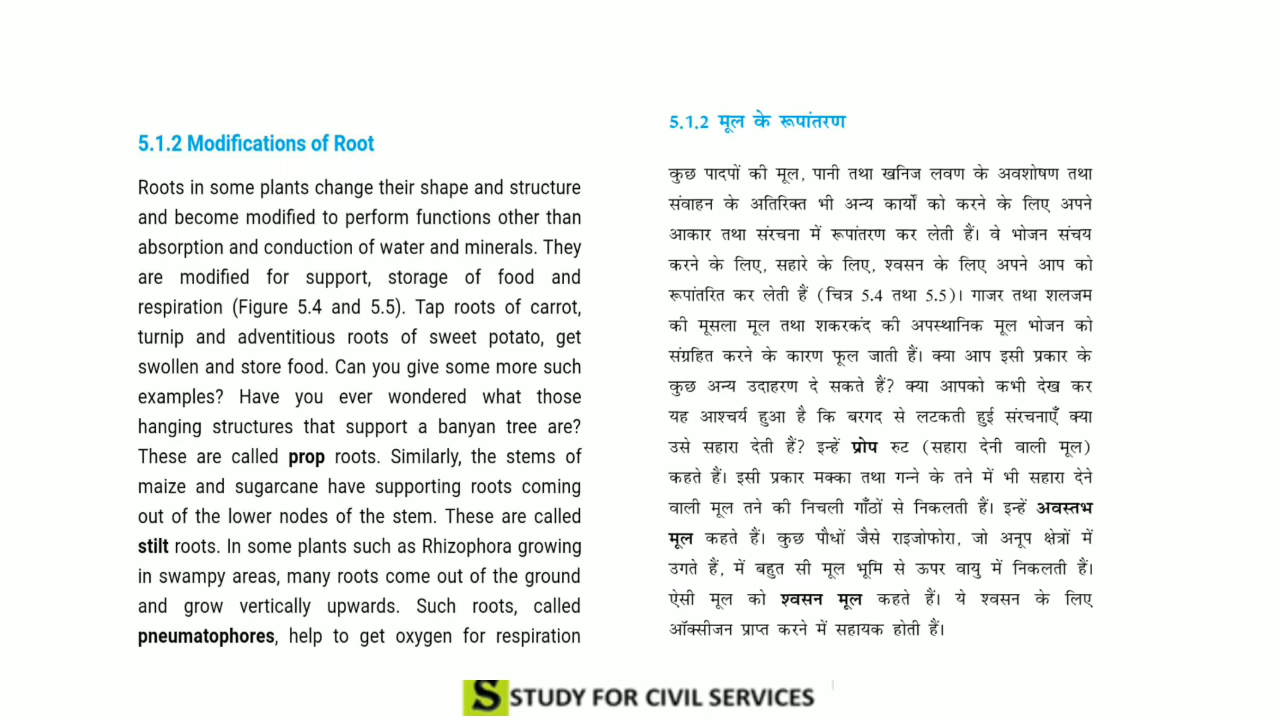 5.1.2 Modifications of Root
Roots in some plants change their shape and structure
and become modified to perform functions other than
absorption and conduction of water and minerals. They
are modified for support, storage of food and
respiration (Figure 5.4 and 5.5). Tap roots of carrot,
turnip and adventitious roots of sweet potato, get
swollen and store food. Can you give some more such
examples? Have you ever wondered what those
hanging structures that support a banyan tree are?
These are called prop roots. Similarly, the stems of
maize and sugarcane have supporting roots coming
out of the lower nodes of the stem. These are called
stilt roots. In some plants such as Rhizophora growing
in swampy areas, many roots come out of the ground
and grow vertically upwards. Such roots, called
pneumatophores, help to get oxygen for respiration
5.1.2 मूल के रूपांतरण
कुछ पादपों की मूल, पानी तथा खनिज लवण के अवशोषण तथा
संवाहन के अतिरिक्त भी अन्य कार्यों को करने के लिए अपने
आकार तथा संरचना में रूपांतरण कर लेती हैं। वे भोजन संचय
करने के लिए, सहारे के लिए, श्वसन के लिए अपने आप को
रूपांतरित कर लेती हैं (चित्र 5.4 तथा 5.5)। गाजर तथा शलजम
की मूसला मूल तथा शकरकंद की अपस्थानिक मूल भोजन को
संग्रहित करने के कारण फूल जाती हैं। क्या आप इसी प्रकार के
कुछ अन्य उदाहरण दे सकते हैं? क्या आपको कभी देख कर
यह आश्चर्य हुआ है कि बरगद से लटकती हुई संरचनाएँ क्या
उसे सहारा देती हैं? इन्हें प्रोप रुट (सहारा देनी वाली मूल)
कहते हैं। इसी प्रकार मक्का तथा गन्ने के तने में भी सहारा देने
वाली मूल तने की निचली गाँठों से निकलती हैं। इन्हें अवस्तभ
मूल कहते हैं। कुछ पौधों जैसे राइजोफोरा, जो अनूप क्षेत्रों में
उगते हैं, में बहुत सी मूल भूमि से ऊपर वायु में निकलती हैं।
ऐसी मूल को श्वसन मूल कहते हैं। ये श्वसन के लिए
ऑक्सीजन प्राप्त करने में सहायक होती हैं।
S STUDY FOR CIVIL SERVICES